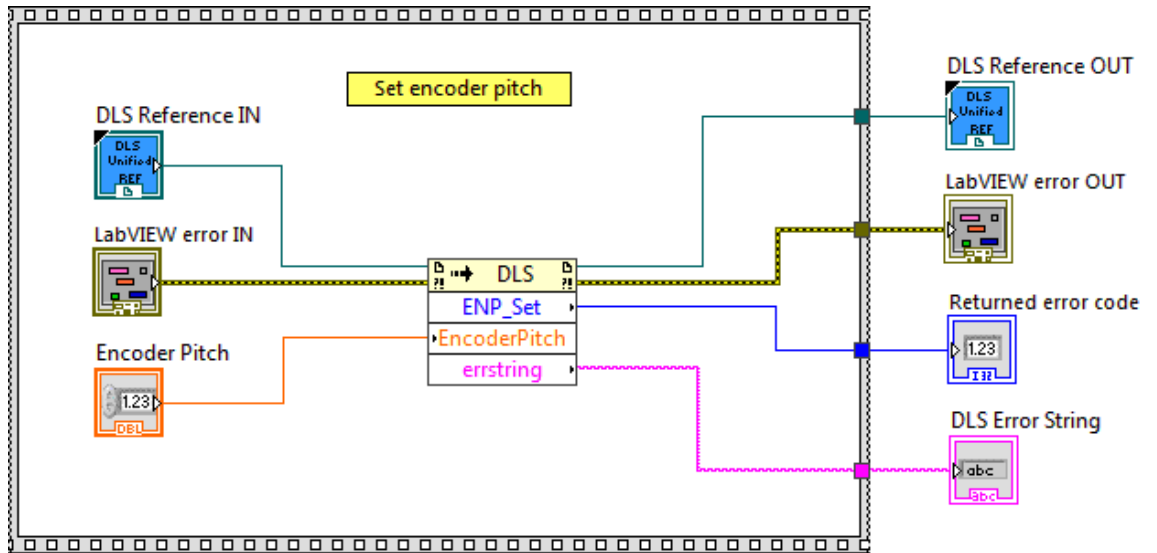 Set encoder pitch
DLS Reference IN
DLS
Unified
REF
LabVIEW error IN
Encoder Pitch
1.23
DBL
?!
DLS
?!
ENP_Set
EncoderPitch
errstring
DLS Reference OUT
DLS
Unified
REF
LabVIEW error OUT
Returned error code
1.23
I32
DLS Error String
abc
abc